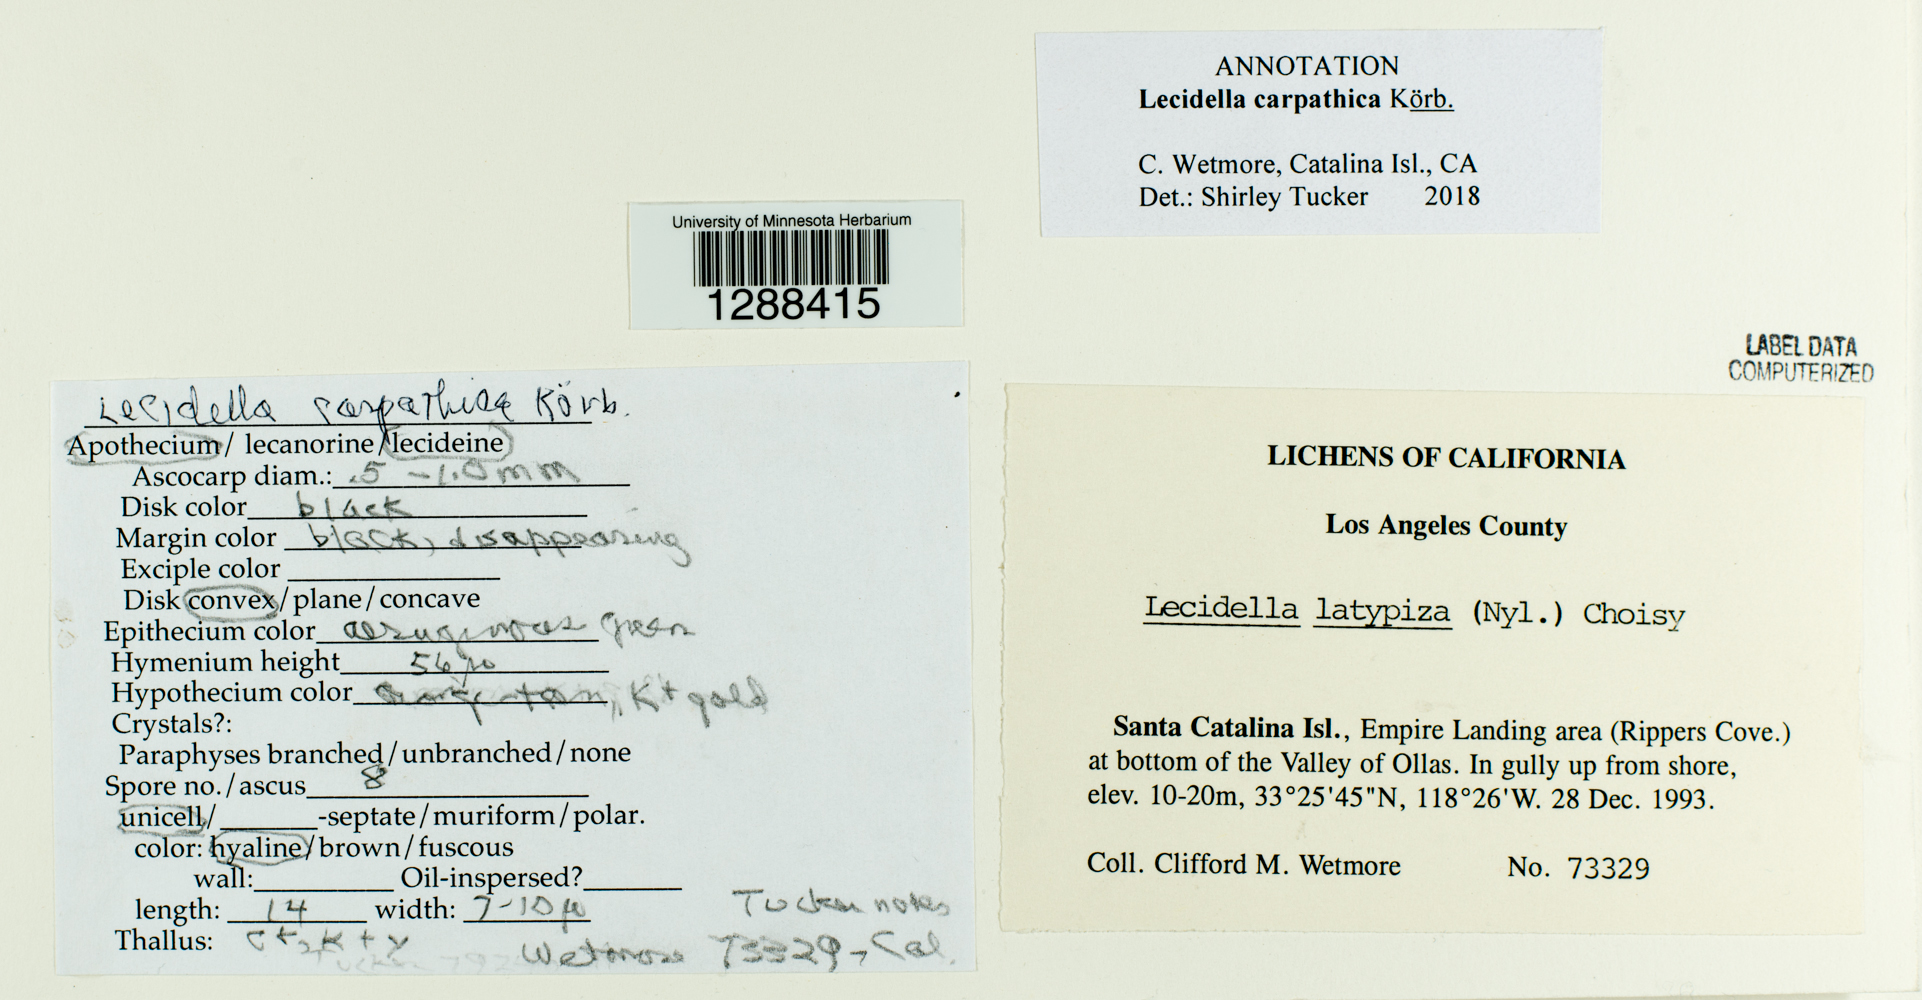 ANNOTATION
Lecidella carpathica Körb.
C. Wetmore, Catalina Isl., CA
Det.: Shirley Tucker 2018
University of Minnesota Herbarium
1288415
LABEL DATA
COMPUTERIZED
Lecidella carpathica Körb.
Apothecium/ lecanorine/lecideine
Ascocarp diam.: .5 - 1.0 mm
Disk color black
Margin color black, disappearing
Exciple color
Disk convex/plane/concave
Epithecium color aeruginous green
Hymenium height 56 µ
Hypothecium color K+ gold
Crystals?:
Paraphyses branched/unbranched/none
Spore no./ascus 8
unicell/ -septate/muriform/polar.
color: hyaline/brown/fuscous
wall: Oil-inspersed?
length: 14 width: 7-10 µ
Thallus: C+, K+y
Tucker notes
Wetmore 73329, Cal.
LICHENS OF CALIFORNIA
Los Angeles County
Lecidella latypiza (Nyl.) Choisy
Santa Catalina Isl., Empire Landing area (Rippers Cove.)
at bottom of the Valley of Ollas. In gully up from shore,
elev. 10-20m, 33°25'45"N, 118°26'W. 28 Dec. 1993.
Coll. Clifford M. Wetmore No. 73329